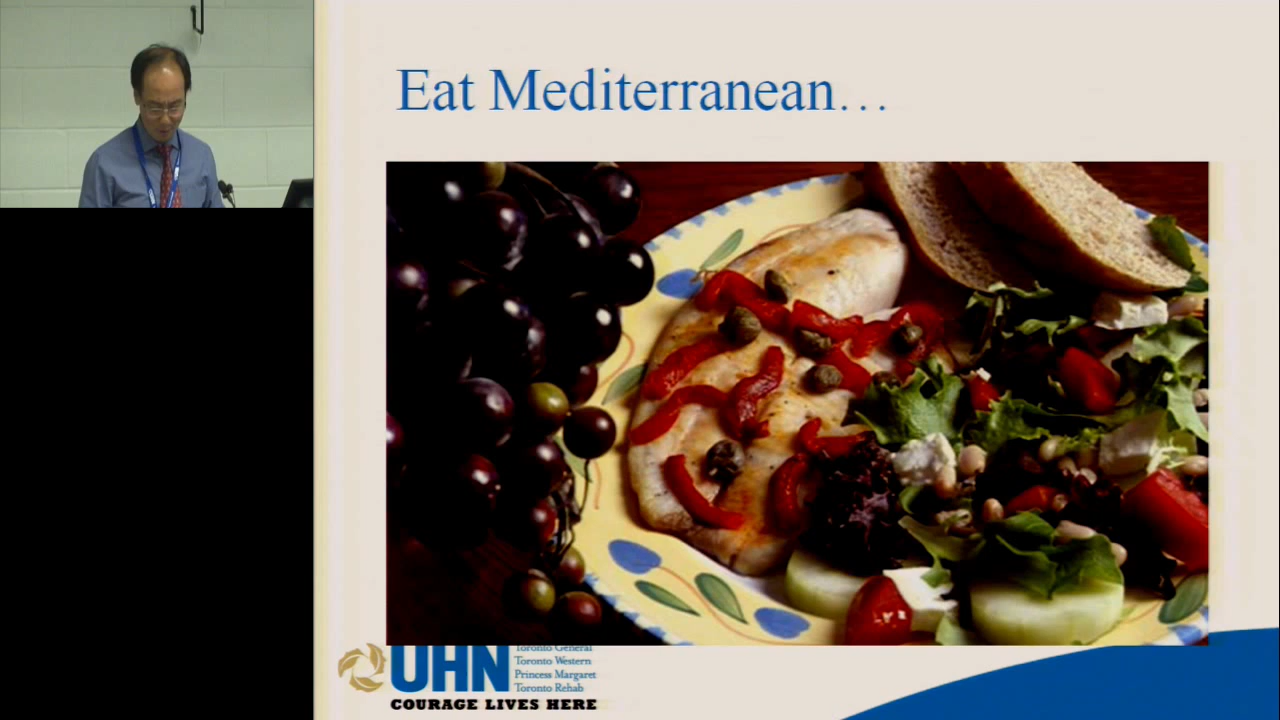 Eat Mediterranean…
UHN
Toronto General
Toronto Western
Princess Margaret
Toronto Rehab
COURAGE LIVES HERE